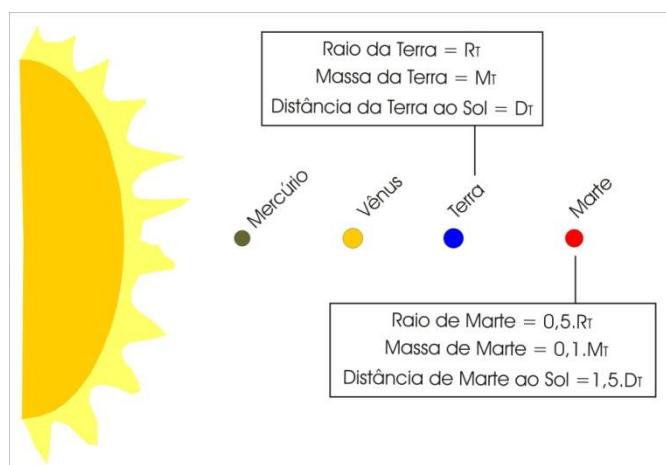 Raio da Terra = RT
Massa da Terra = MT
Distância da Terra ao Sol = DT
Mercúrio
Vênus
Terra
Marte
Raio de Marte = 0,5.RT
Massa de Marte = 0,1.MT
Distância de Marte ao Sol =1,5.DT